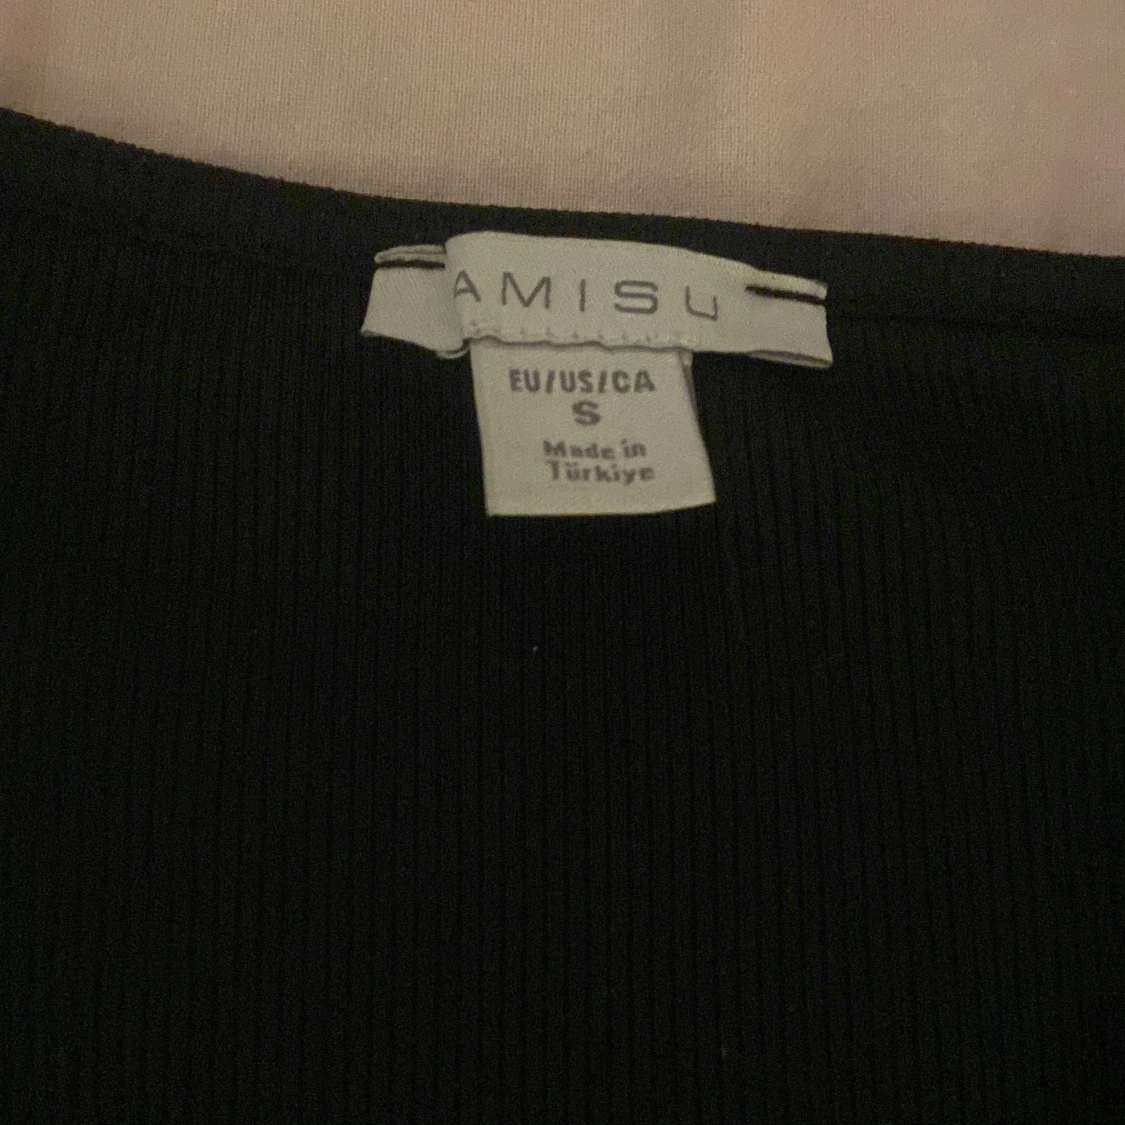 AMISU
EU/US/CA
S
Made in
Türkiye